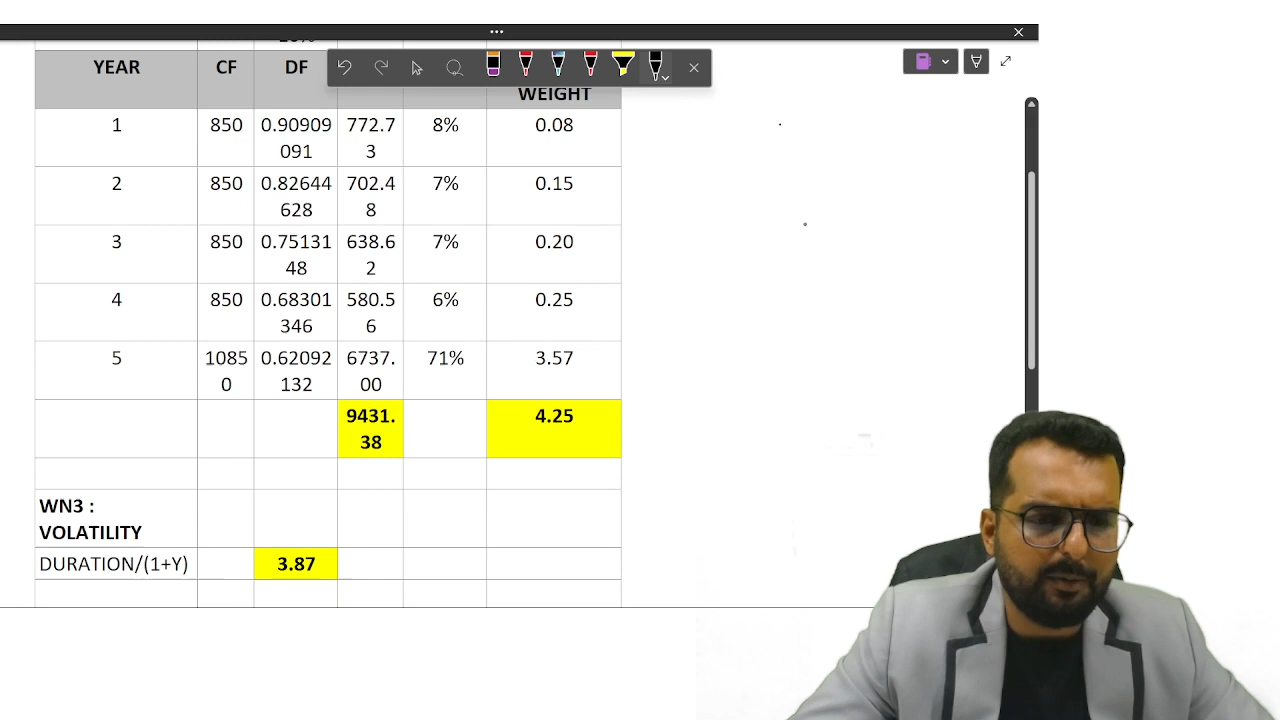 YEAR CF DF
WEIGHT
1 850 0.90909 772.7 8% 0.08
091 3
2 850 0.82644 702.4 7% 0.15
628 8
3 850 0.75131 638.6 7% 0.20
48 2
4 850 0.68301 580.5 6% 0.25
346 6
5 1085 0.62092 6737. 71% 3.57
0 132 00
9431. 4.25
38
WN3 :
VOLATILITY
DURATION/(1+Y) 3.87